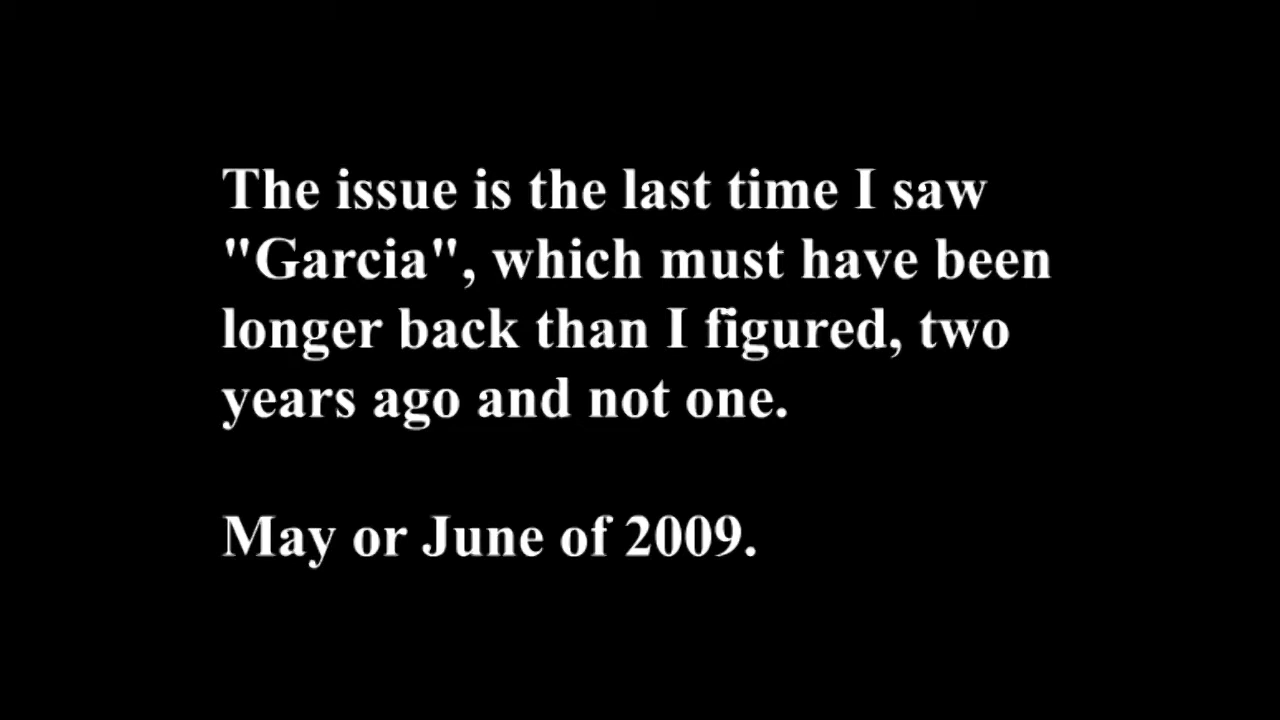 The issue is the last time I saw
"Garcia", which must have been
longer back than I figured, two
years ago and not one.
May or June of 2009.